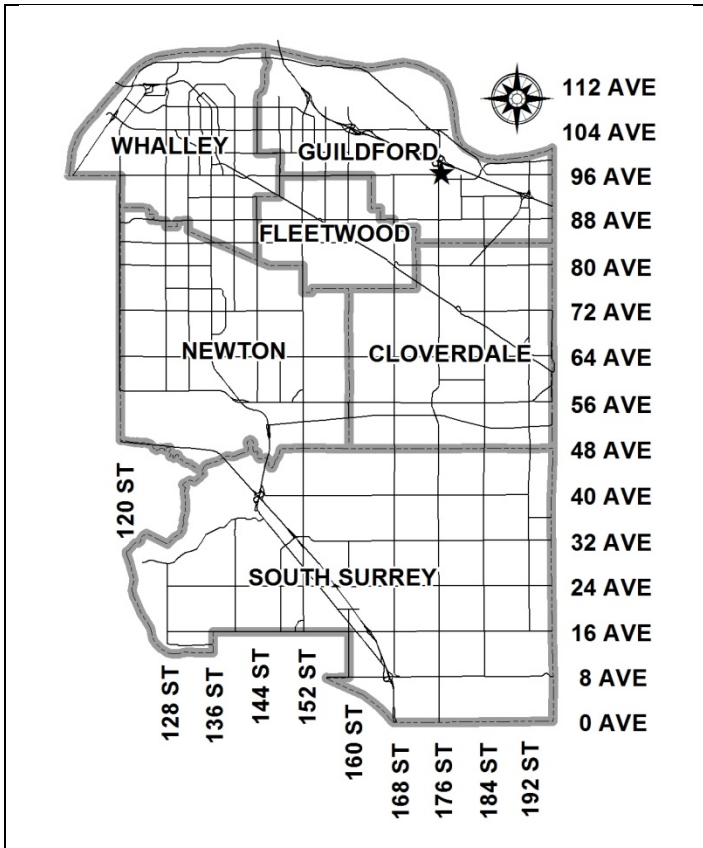 112 AVE
104 AVE
WHALLEY
GUILDFORD
96 AVE
88 AVE
FLEETWOOD
80 AVE
72 AVE
NEWTON
CLOVERDALE
64 AVE
56 AVE
48 AVE
120 ST
40 AVE
32 AVE
SOUTH SURREY
24 AVE
16 AVE
8 AVE
0 AVE
128 ST
136 ST
144 ST
152 ST
160 ST
168 ST
176 ST
184 ST
192 ST